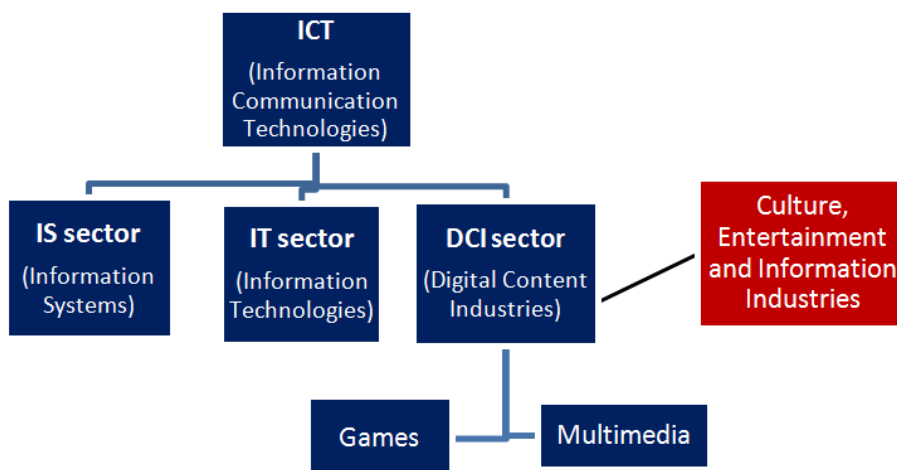 ICT
(Information
Communication
Technologies)
IS sector
(Information
Systems)
IT sector
(Information
Technologies)
DCI sector
(Digital Content
Industries)
Culture,
Entertainment
and Information
Industries
Games
Multimedia